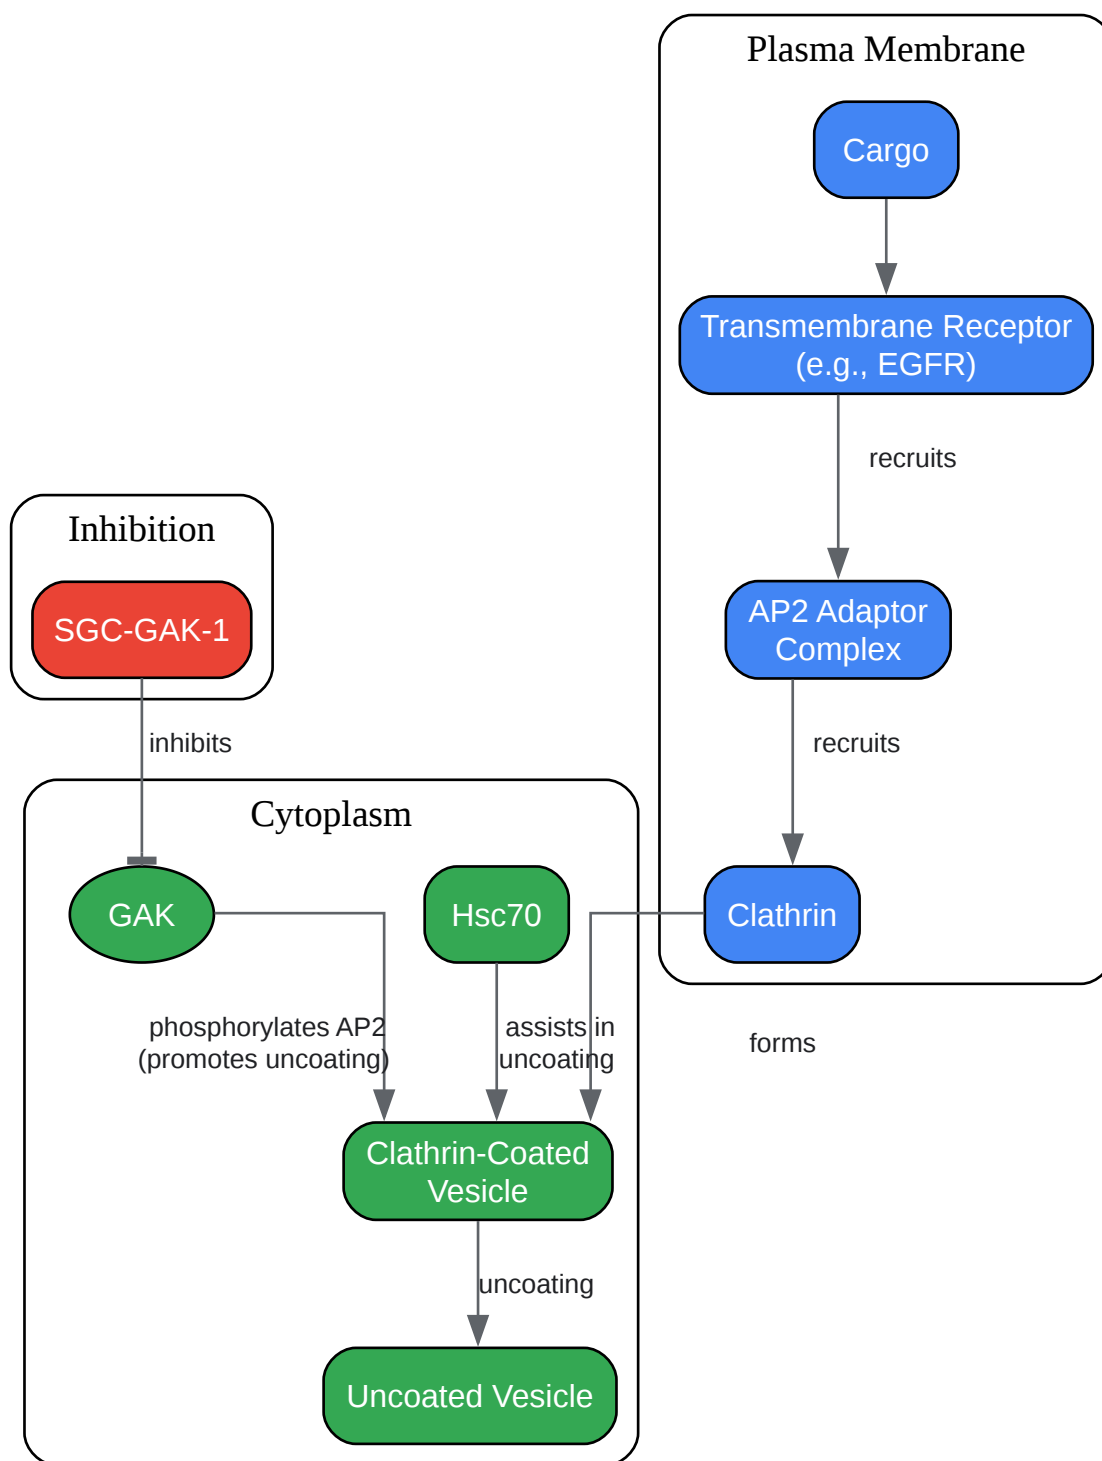 Plasma Membrane
Cargo
Transmembrane Receptor
(e.g., EGFR)
recruits
Inhibition
SGC-GAK-1
AP2 Adaptor
Complex
inhibits
recruits
Cytoplasm
GAK
Hsc70
Clathrin
phosphorylates AP2
(promotes uncoating)
assists in
uncoating
forms
Clathrin-Coated
Vesicle
uncoating
Uncoated Vesicle